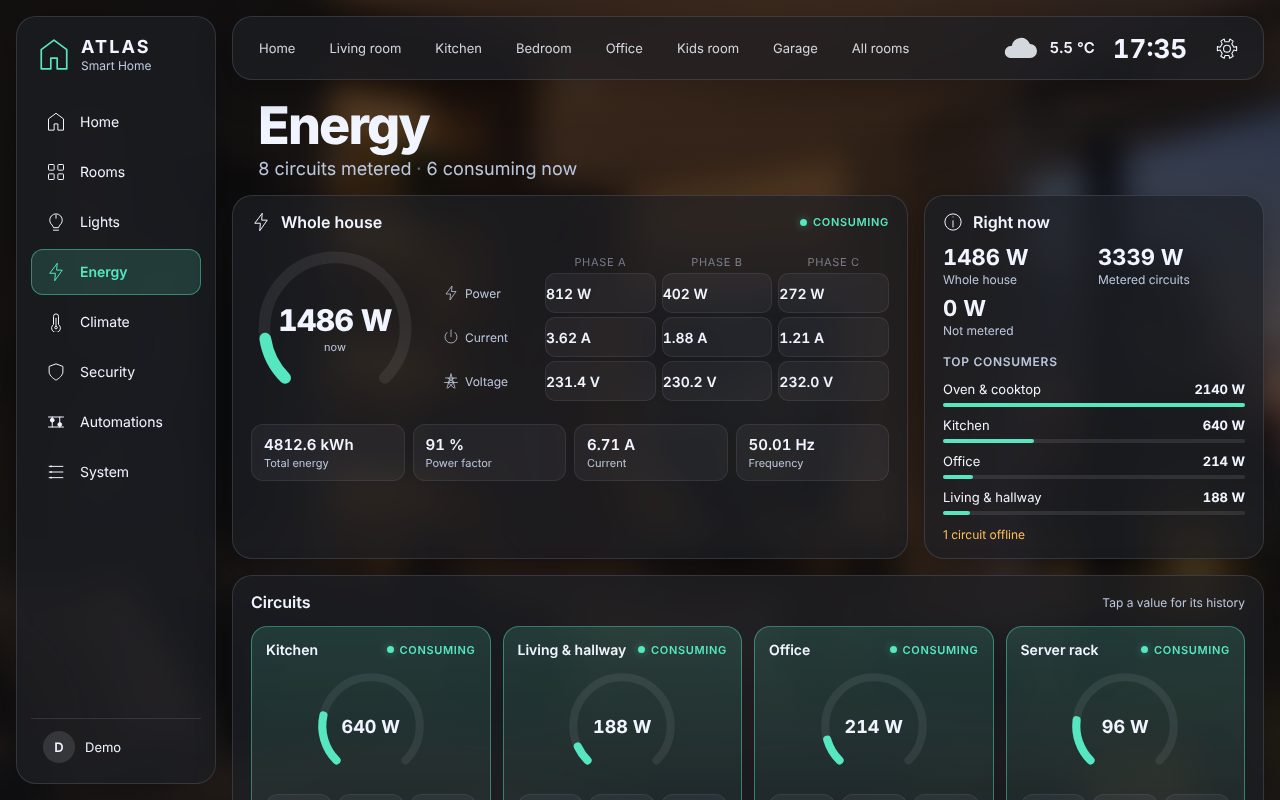 ATLAS
Smart Home
Home
Rooms
Lights
Energy
Climate
Security
Automations
System
D Demo
Home Living room Kitchen Bedroom Office Kids room Garage All rooms 5.5 °C 17:35
Energy
8 circuits metered · 6 consuming now
Whole house CONSUMING
1486 W
now
PHASE A PHASE B PHASE C
Power 812 W 402 W 272 W
Current 3.62 A 1.88 A 1.21 A
Voltage 231.4 V 230.2 V 232.0 V
4812.6 kWh 91 % 6.71 A 50.01 Hz
Total energy Power factor Current Frequency
Right now
1486 W 3339 W
Whole house Metered circuits
0 W
Not metered
TOP CONSUMERS
Oven & cooktop 2140 W
Kitchen 640 W
Office 214 W
Living & hallway 188 W
1 circuit offline
Circuits Tap a value for its history
Kitchen CONSUMING Living & hallway CONSUMING Office CONSUMING Server rack CONSUMING
640 W 188 W 214 W 96 W